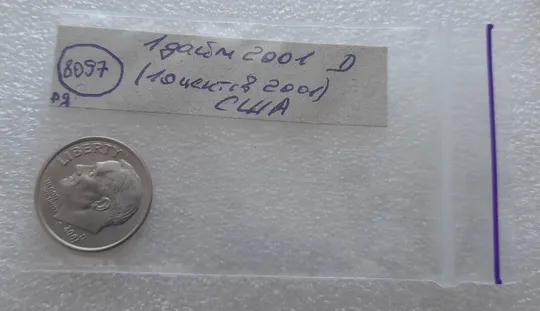 8097
1 дайм 2001 D
(10 центов 2001)
США
LIBERTY